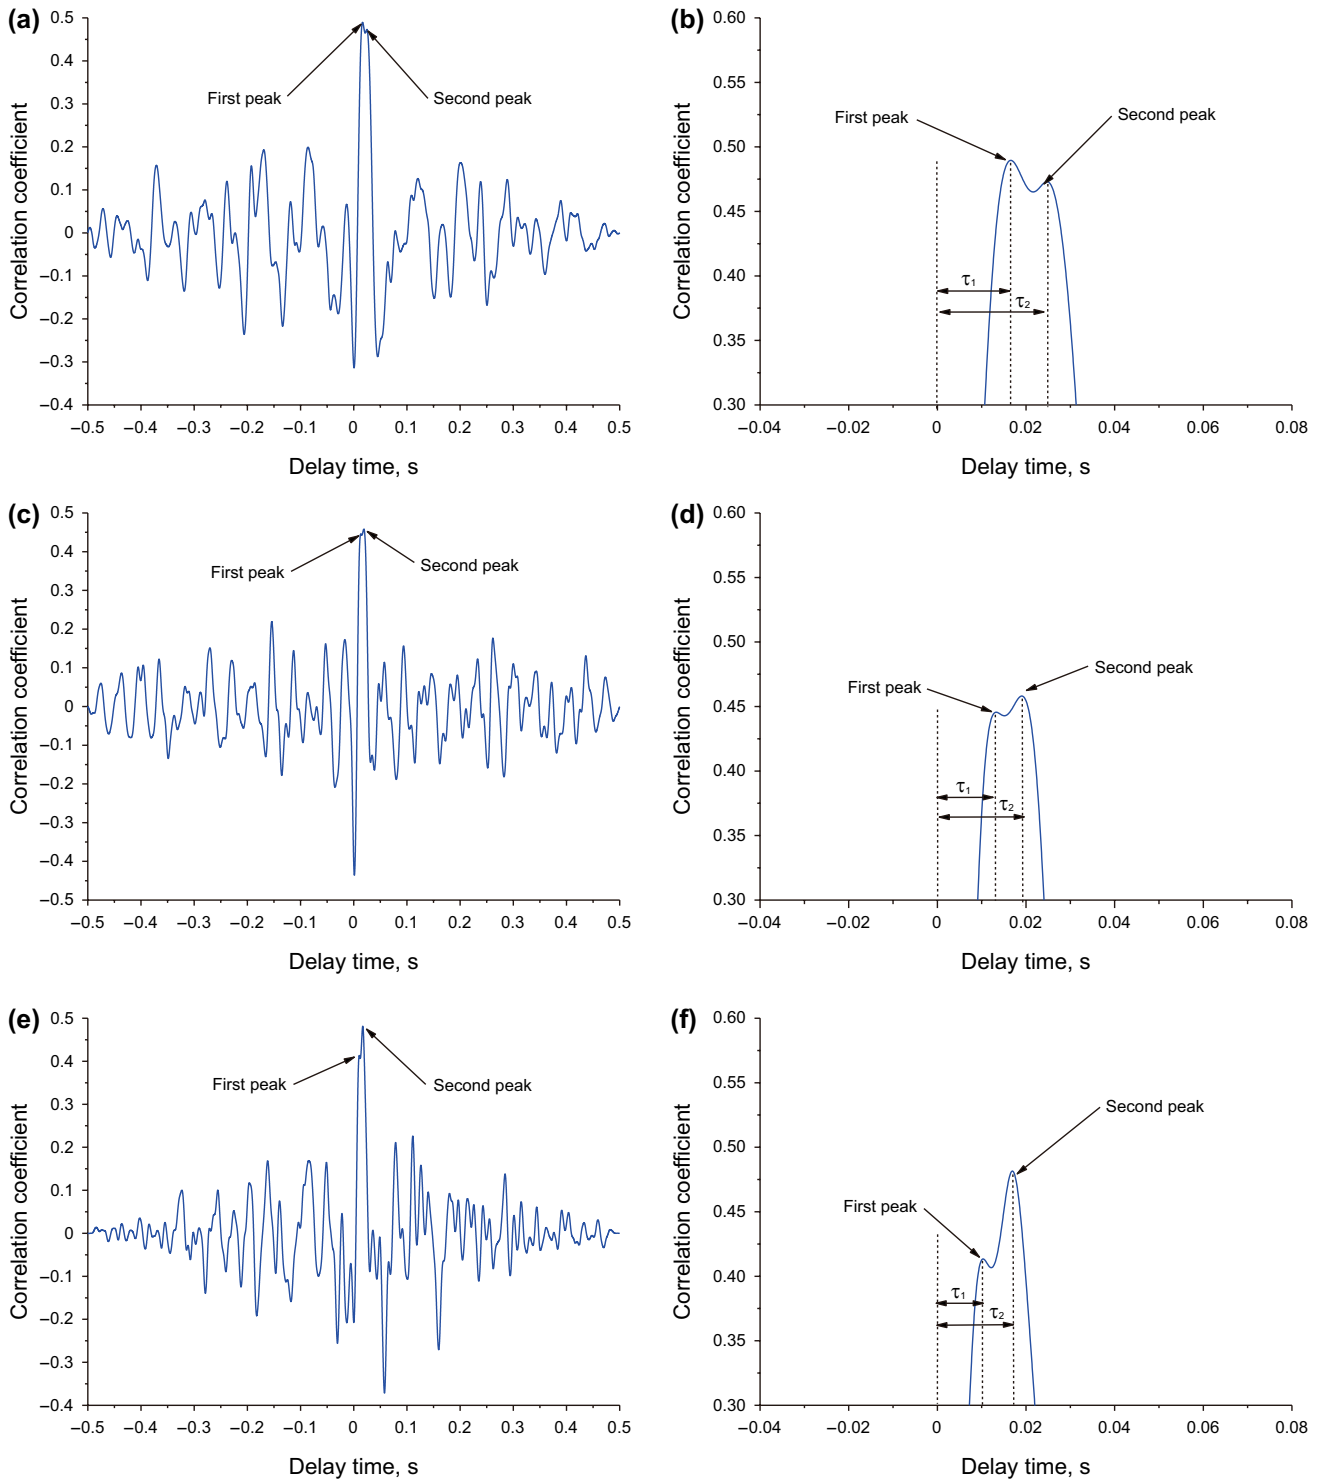 (a)
0.5
0.4
0.3
0.2
0.1
0
–0.1
–0.2
–0.3
–0.4
Correlation coefficient
First peak
Second peak
–0.5 –0.4 –0.3 –0.2 –0.1 0 0.1 0.2 0.3 0.4 0.5
Delay time, s
(b)
0.60
0.55
0.50
0.45
0.40
0.35
0.30
Correlation coefficient
First peak
Second peak
τ1
τ2
–0.04 –0.02 0 0.02 0.04 0.06 0.08
Delay time, s
(c)
0.5
0.4
0.3
0.2
0.1
0
–0.1
–0.2
–0.3
–0.4
–0.5
Correlation coefficient
First peak
Second peak
–0.5 –0.4 –0.3 –0.2 –0.1 0 0.1 0.2 0.3 0.4 0.5
Delay time, s
(d)
0.60
0.55
0.50
0.45
0.40
0.35
0.30
Correlation coefficient
First peak
Second peak
τ1
τ2
–0.04 –0.02 0 0.02 0.04 0.06 0.08
Delay time, s
(e)
0.5
0.4
0.3
0.2
0.1
0
–0.1
–0.2
–0.3
–0.4
Correlation coefficient
First peak
Second peak
–0.5 –0.4 –0.3 –0.2 –0.1 0 0.1 0.2 0.3 0.4 0.5
Delay time, s
(f)
0.60
0.55
0.50
0.45
0.40
0.35
0.30
Correlation coefficient
Second peak
First peak
τ1
τ2
–0.04 –0.02 0 0.02 0.04 0.06 0.08
Delay time, s